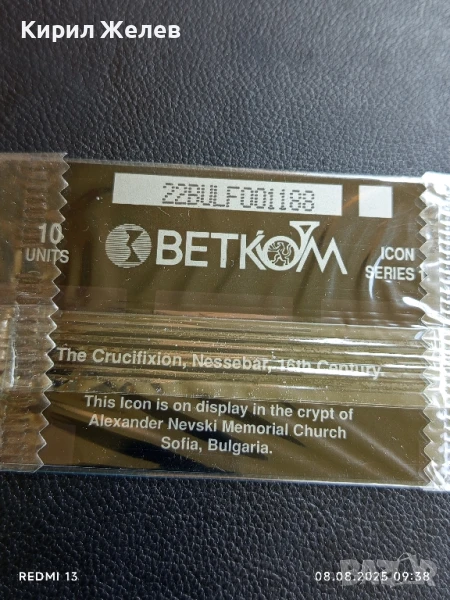 Кирил Желев
22BULF001188
10 UNITS
BETKOM
ICON SERIES 1
The Crucifixion, Nessebar, 16th Century.
This Icon is on display in the crypt of
Alexander Nevski Memorial Church
Sofia, Bulgaria.
REDMI 13
08.08.2025 09:38